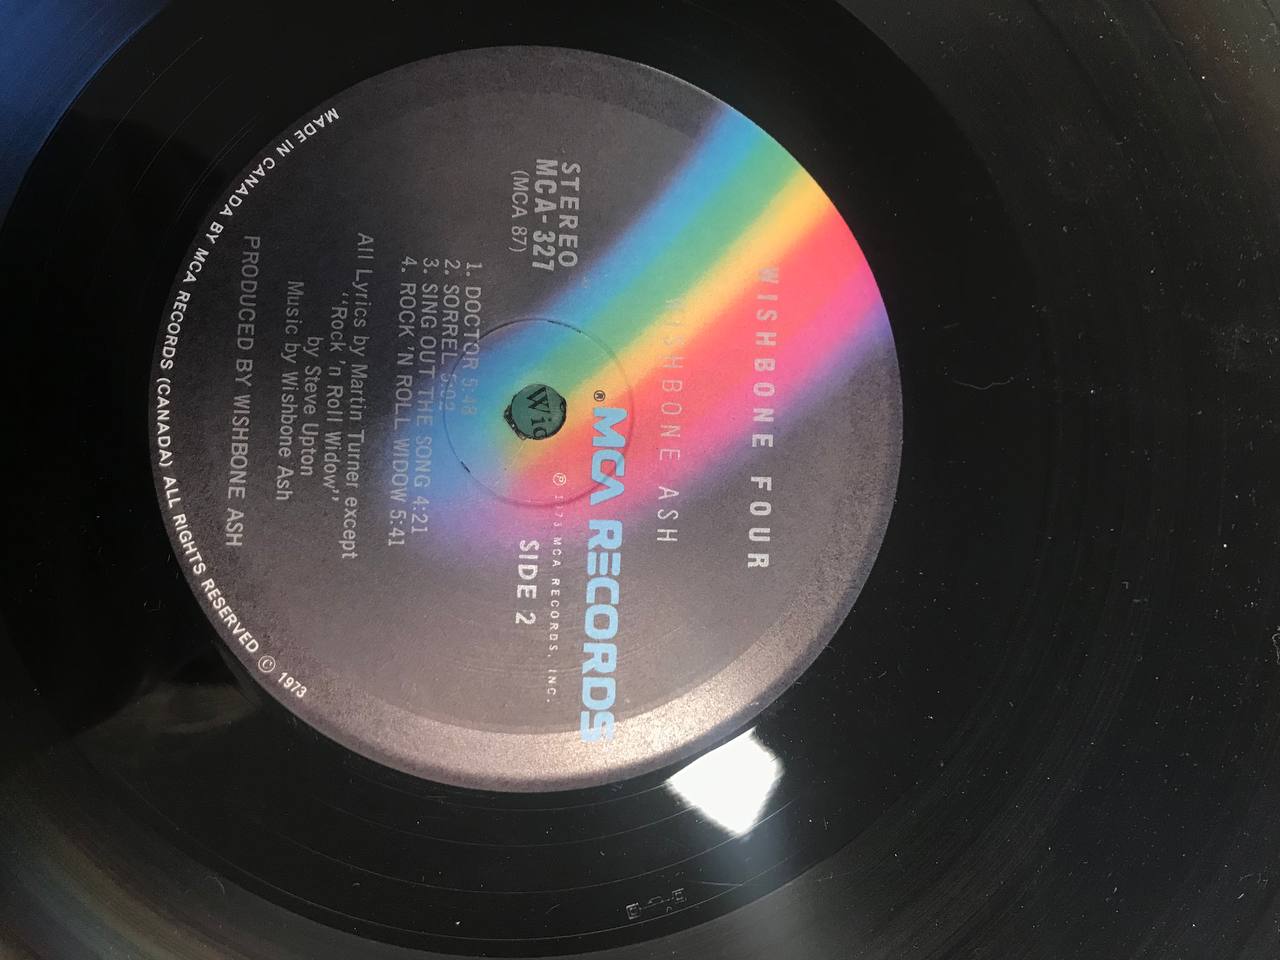 WISHBONE FOUR
WISHBONE ASH
® MCA RECORDS
STEREO
MCA-327
(MCA 87)
℗ 1973 MCA RECORDS, INC.
SIDE 2
Wid
1. DOCTOR 5:48
2. SORREL 5:02
3. SING OUT THE SONG 4:21
4. ROCK 'N ROLL WIDOW 5:41
All Lyrics by Martin Turner except
"Rock 'n Roll Widow"
by Steve Upton
Music by Wishbone Ash
PRODUCED BY WISHBONE ASH
MADE IN CANADA BY MCA RECORDS (CANADA) ALL RIGHTS RESERVED © 1973